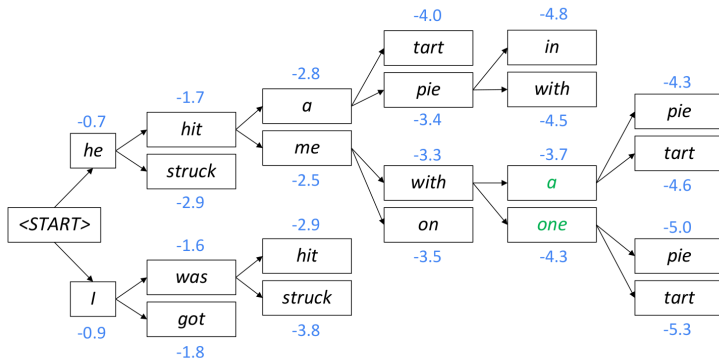 -4.0 -4.8
tart in
-2.8
-1.7 a pie with -4.3
-0.7 hit -3.4 -4.5 pie
he me -3.3 -3.7
struck -2.5 with a tart
-2.9 -4.6
<START> -2.9 on one -5.0
-1.6 hit -3.5 -4.3 pie
was
I struck tart
got -3.8 -5.3
-0.9
-1.8